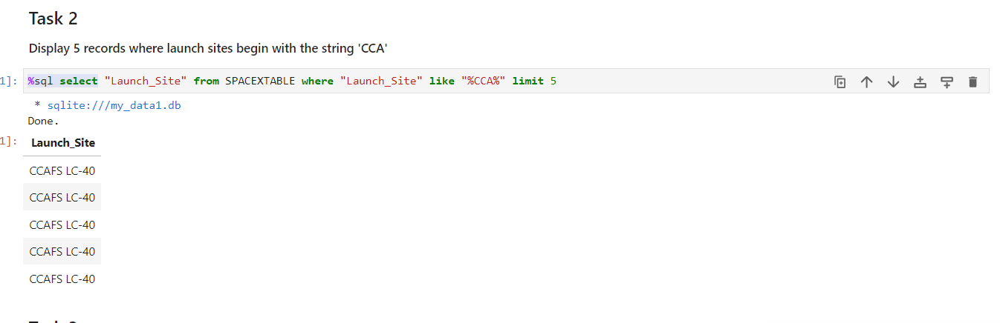 Task 2
Display 5 records where launch sites begin with the string 'CCA'
1]: %sql select "Launch_Site" from SPACEXTABLE where "Launch_Site" like "%CCA%" limit 5
* sqlite:///my_data1.db
Done.
1]: Launch_Site
CCAFS LC-40
CCAFS LC-40
CCAFS LC-40
CCAFS LC-40
CCAFS LC-40